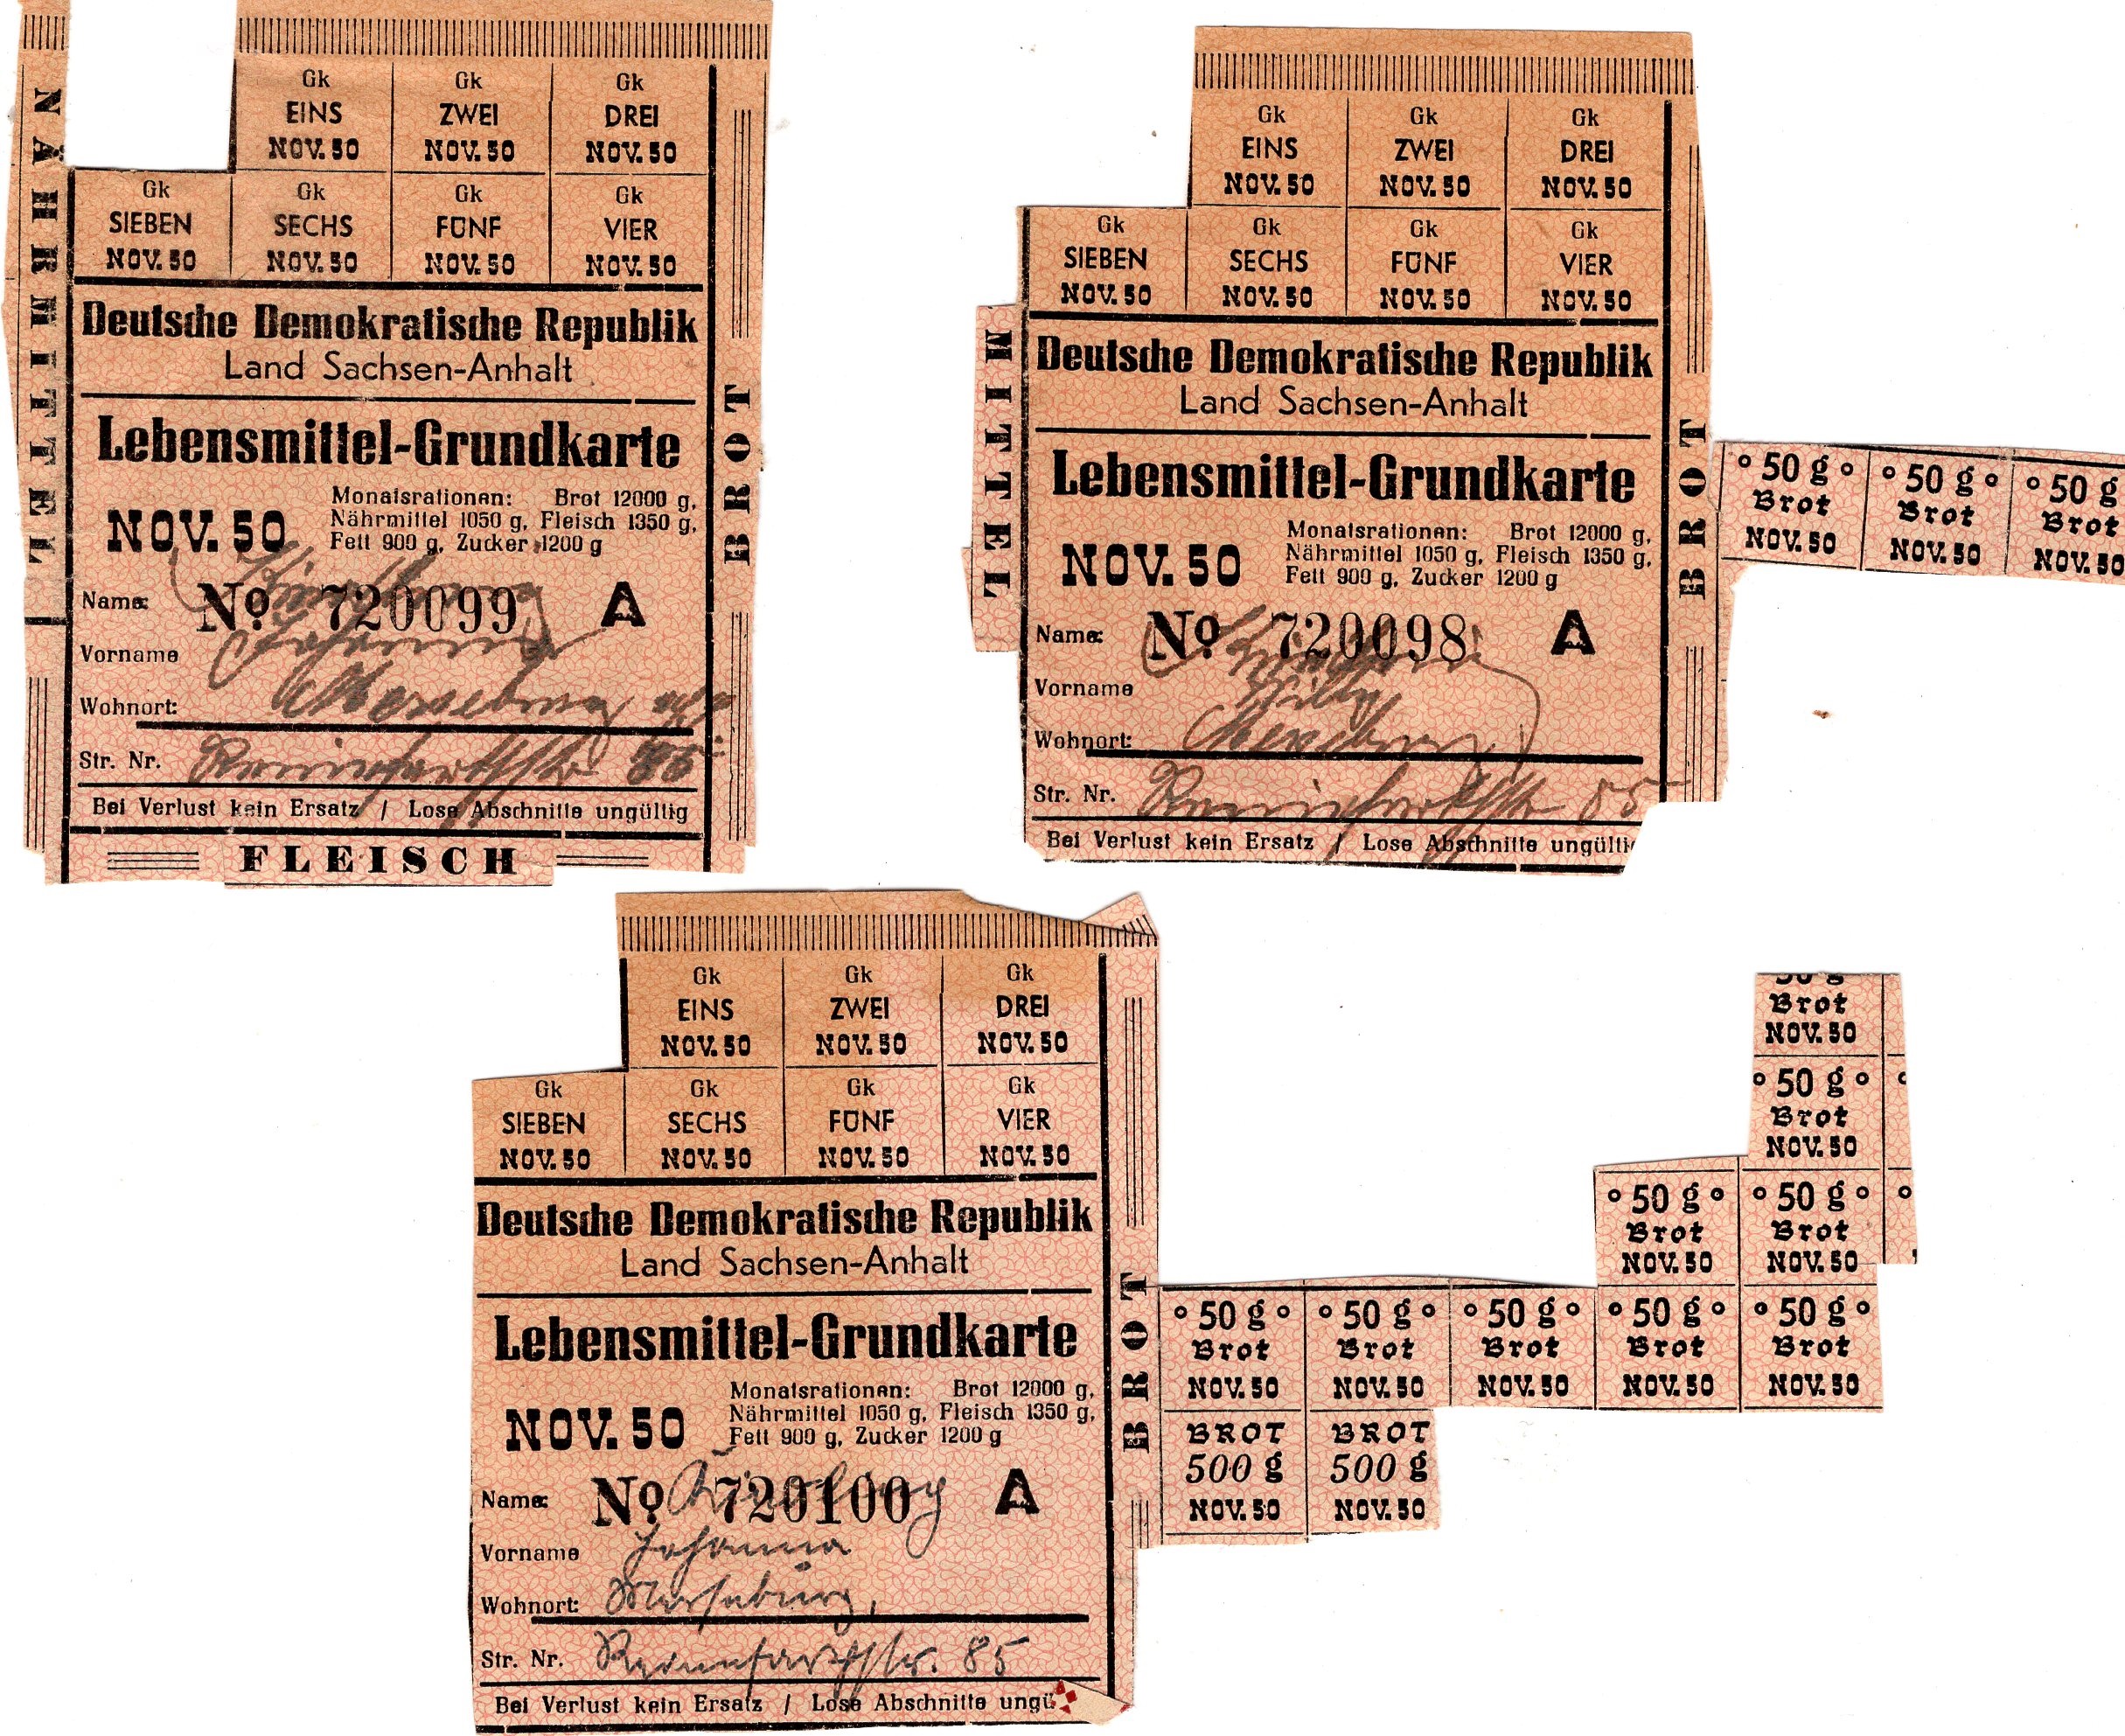 NÄHRMITTEL
Gk Gk Gk
EINS ZWEI DREI
NOV. 50 NOV. 50 NOV. 50
Gk Gk Gk Gk
SIEBEN SECHS FÜNF VIER
NOV. 50 NOV. 50 NOV. 50 NOV. 50
Deutsche Demokratische Republik
Land Sachsen-Anhalt
Lebensmittel-Grundkarte
NOV. 50
Monatsrationen: Brot 12000 g,
Nährmittel 1050 g, Fleisch 1350 g,
Fett 900 g, Zucker 1200 g
Name: No 720099 A
Vorname Johanna
Wohnort: Merseburg
Str. Nr. 85
Bei Verlust kein Ersatz / Lose Abschnitte ungültig
FLEISCH
BROT
MITTEL
Gk Gk Gk
EINS ZWEI DREI
NOV. 50 NOV. 50 NOV. 50
Gk Gk Gk Gk
SIEBEN SECHS FÜNF VIER
NOV. 50 NOV. 50 NOV. 50 NOV. 50
Deutsche Demokratische Republik
Land Sachsen-Anhalt
Lebensmittel-Grundkarte
NOV. 50
Monatsrationen: Brot 12000 g,
Nährmittel 1050 g, Fleisch 1350 g,
Fett 900 g, Zucker 1200 g
Name: No 720098 A
Vorname Willy
Wohnort: Merseburg
Str. Nr. 85
Bei Verlust kein Ersatz / Lose Abschnitte ungülti
BROT
50 g 50 g 50 g
Brot Brot Brot
NOV. 50 NOV. 50 NOV. 50
Gk Gk Gk
EINS ZWEI DREI
NOV. 50 NOV. 50 NOV. 50
Gk Gk Gk Gk
SIEBEN SECHS FÜNF VIER
NOV. 50 NOV. 50 NOV. 50 NOV. 50
Deutsche Demokratische Republik
Land Sachsen-Anhalt
Lebensmittel-Grundkarte
NOV. 50
Monatsrationen: Brot 12000 g,
Nährmittel 1050 g, Fleisch 1350 g,
Fett 900 g, Zucker 1200 g
Name: No 720100 A
Vorname Johanna
Wohnort: Merseburg,
Str. Nr. 85
Bei Verlust kein Ersatz / Lose Abschnitte ungü
BROT
50 g
Brot
NOV. 50
50 g
Brot
NOV. 50
50 g 50 g
Brot Brot
NOV. 50 NOV. 50
50 g 50 g 50 g 50 g 50 g
Brot Brot Brot Brot Brot
NOV. 50 NOV. 50 NOV. 50 NOV. 50 NOV. 50
BROT BROT
500 g 500 g
NOV. 50 NOV. 50